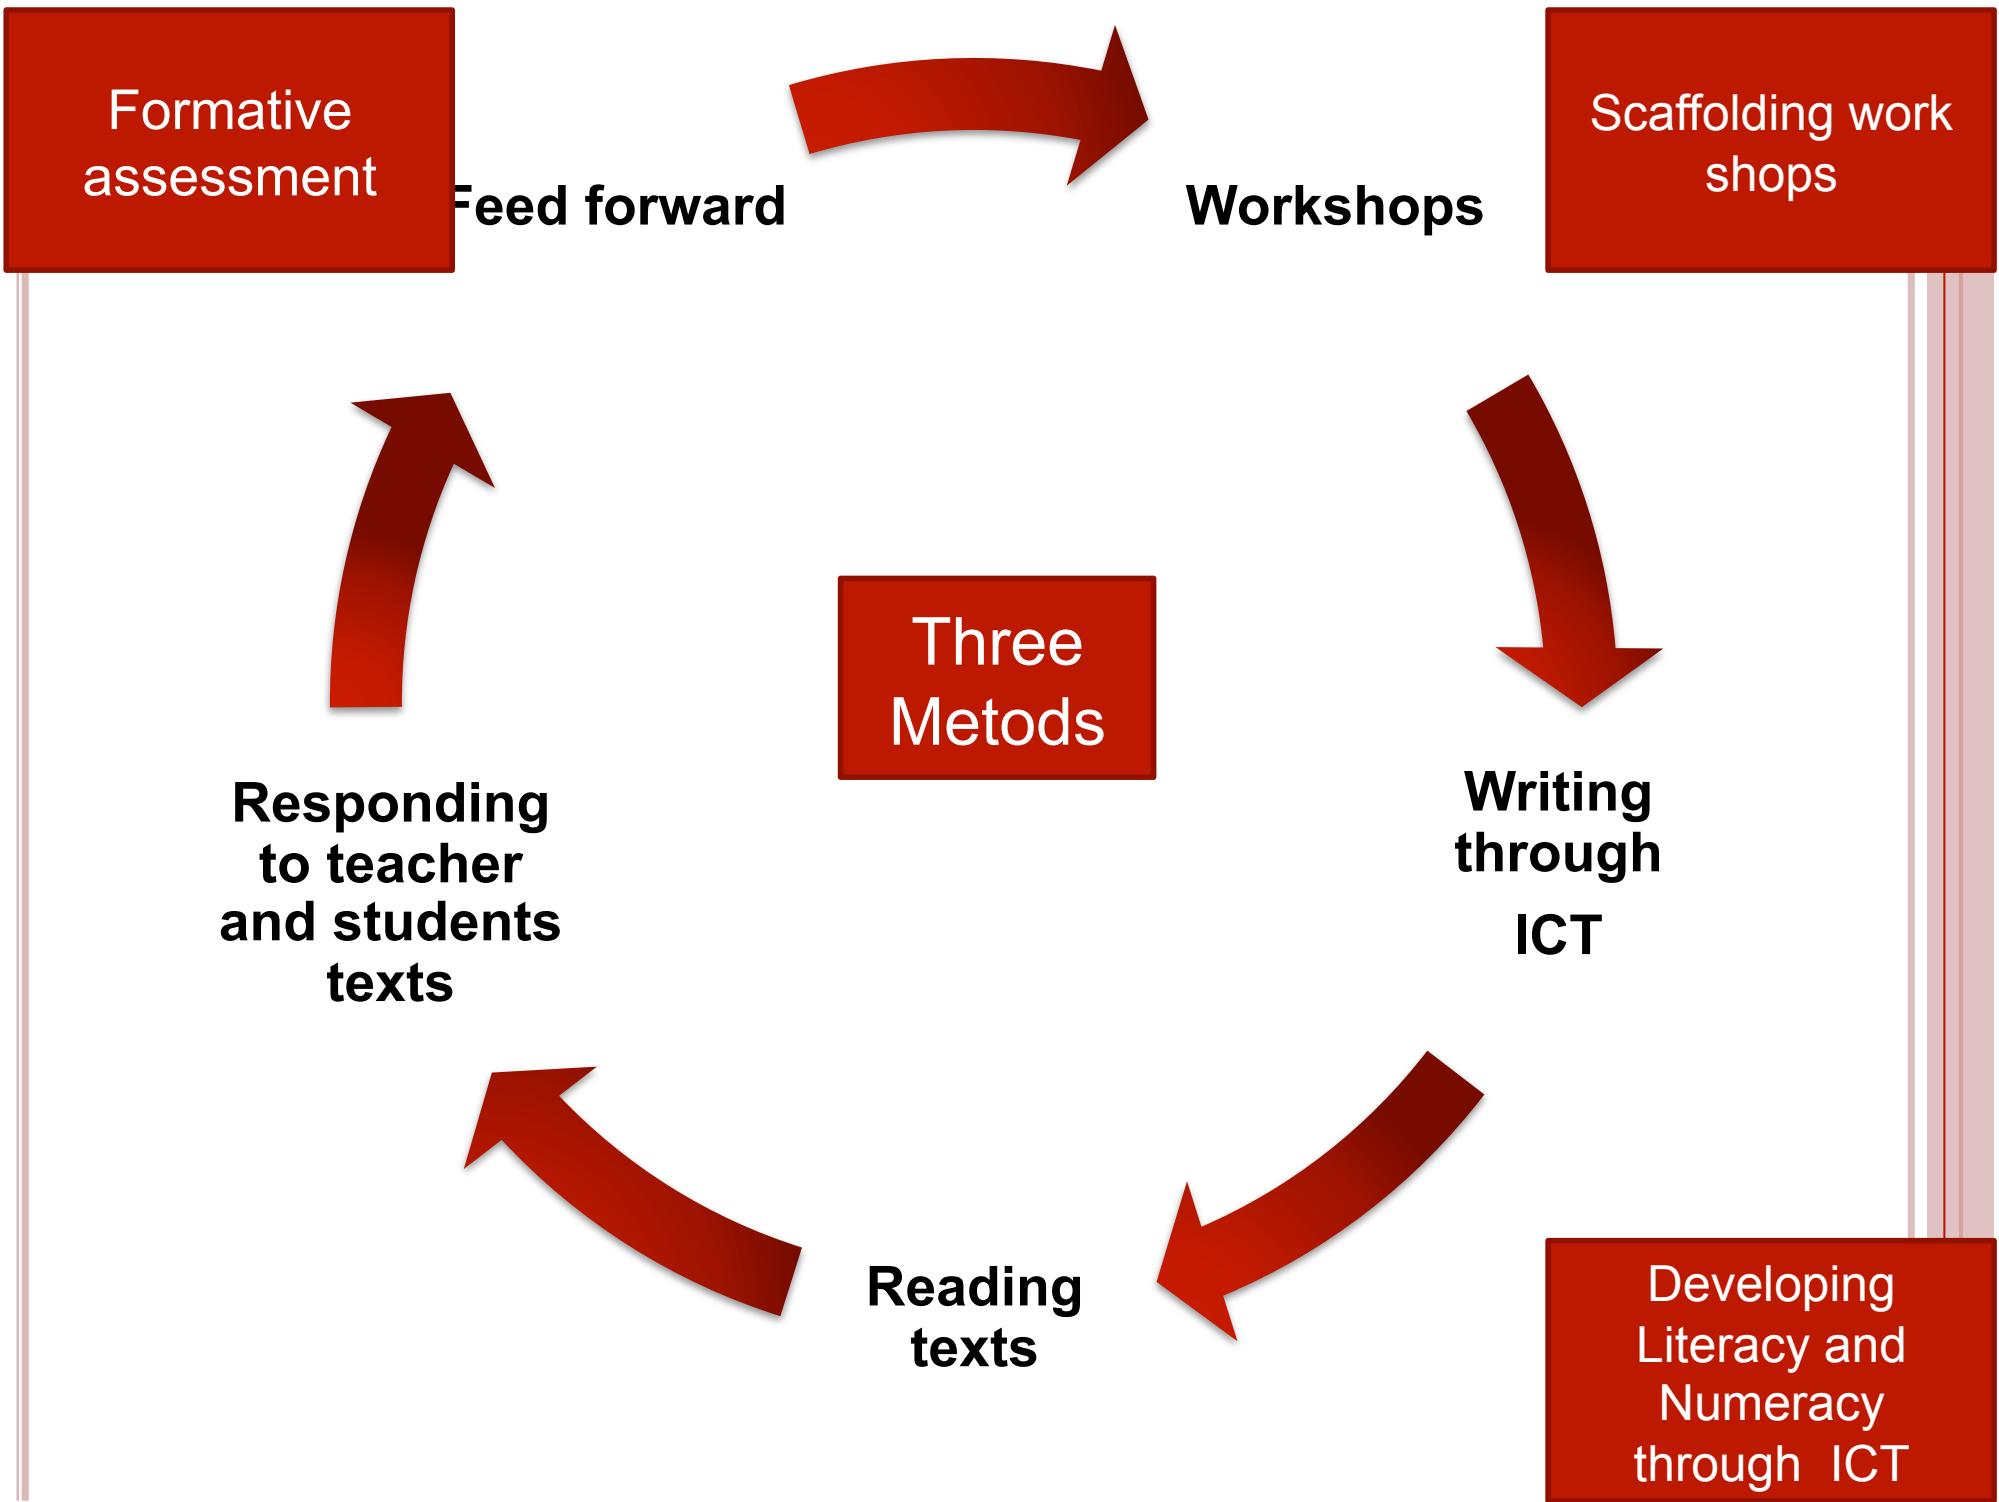 Formative
assessment
Feed forward
Workshops
Scaffolding work
shops
Three
Metods
Writing
through
ICT
Responding
to teacher
and students
texts
Reading
texts
Developing
Literacy and
Numeracy
through ICT